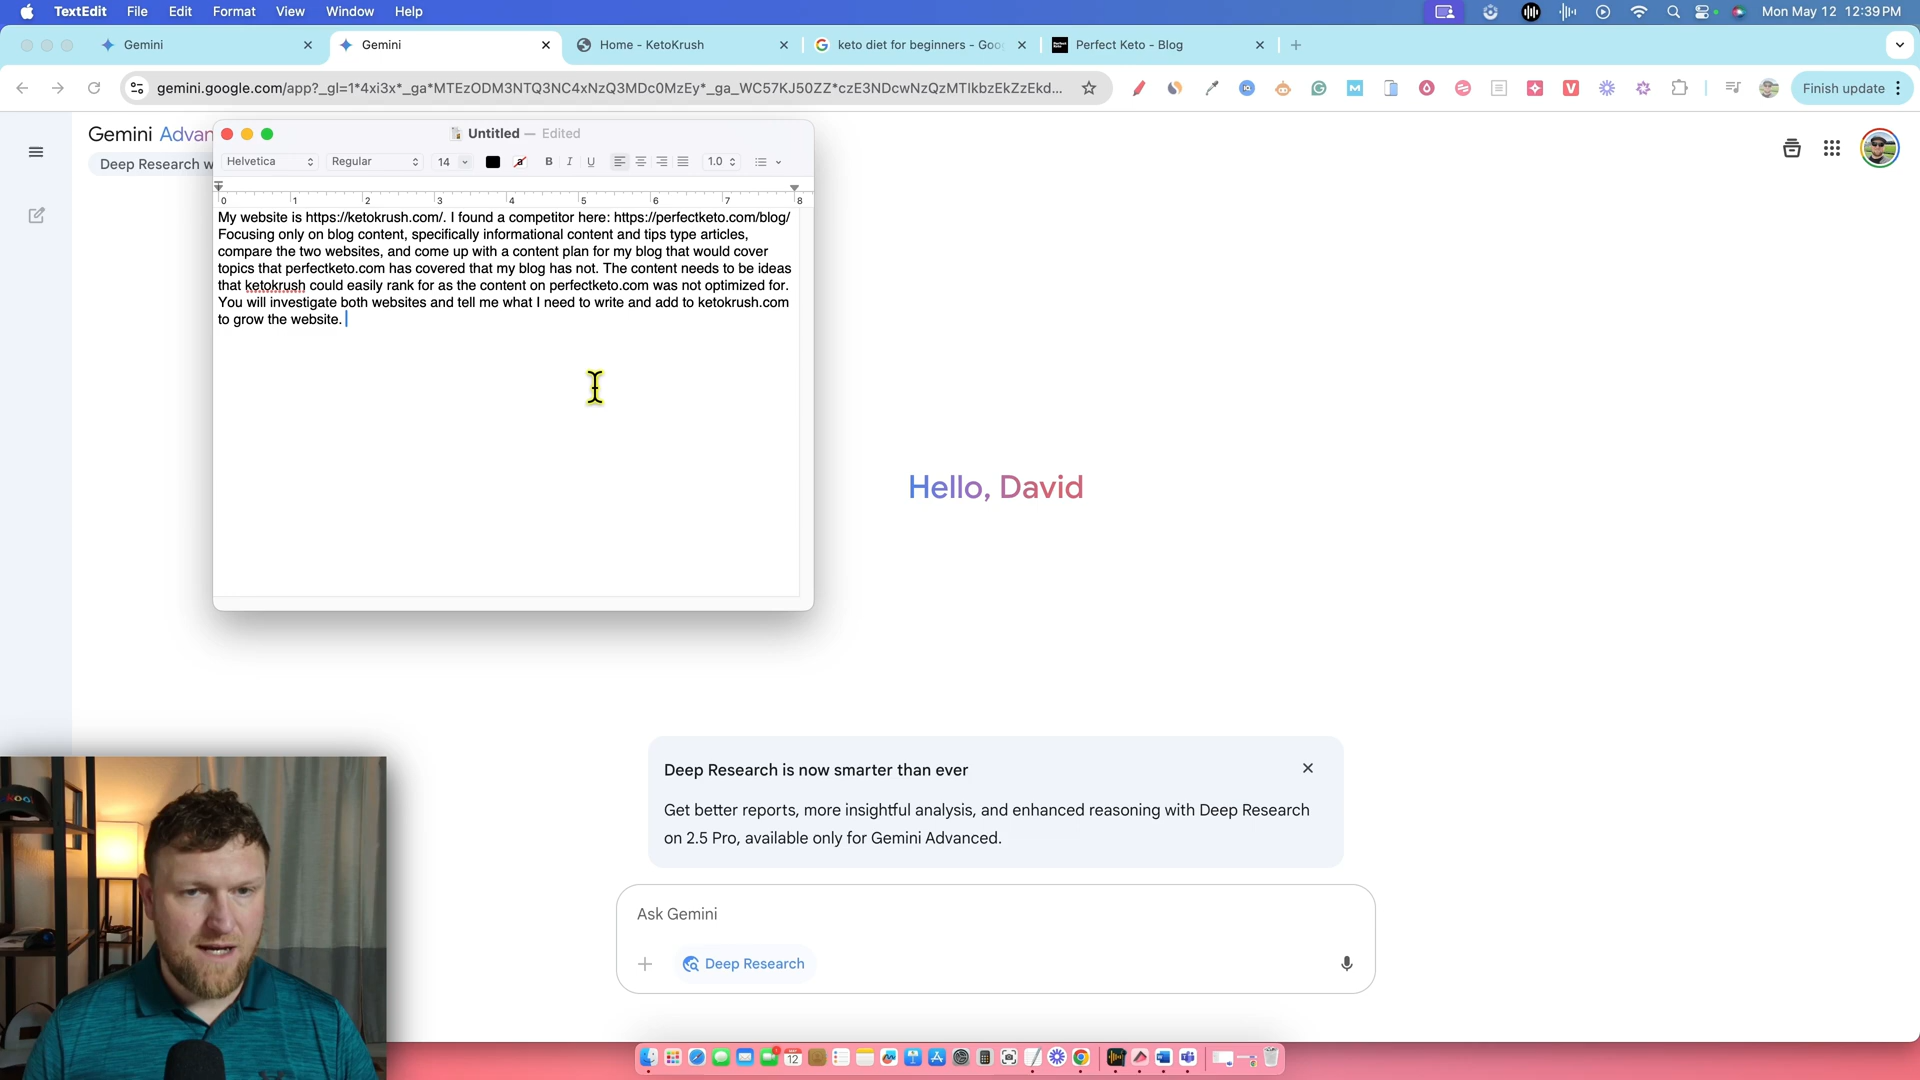 TextEdit File Edit Format View Window Help Mon May 12 12:39 PM
Gemini Gemini Home - KetoKrush keto diet for beginners - Goo Perfect Keto - Blog
gemini.google.com/app?_gl=1*4xi3x*_ga*MTEzODM3NTQ3NC4xNzQ3MDc0MzEy*_ga_WC57KJ50ZZ*czE3NDcwNzQzMTIkbzEkZzEkd... Finish update
Gemini Advan
Deep Research w
Untitled — Edited
Helvetica Regular 14 a B I U 1.0
0 1 2 3 4 5 6 7 8
My website is https://ketokrush.com/. I found a competitor here: https://perfectketo.com/blog/
Focusing only on blog content, specifically informational content and tips type articles,
compare the two websites, and come up with a content plan for my blog that would cover
topics that perfectketo.com has covered that my blog has not. The content needs to be ideas
that ketokrush could easily rank for as the content on perfectketo.com was not optimized for.
You will investigate both websites and tell me what I need to write and add to ketokrush.com
to grow the website.
Hello, David
Deep Research is now smarter than ever
Get better reports, more insightful analysis, and enhanced reasoning with Deep Research
on 2.5 Pro, available only for Gemini Advanced.
Ask Gemini
Deep Research